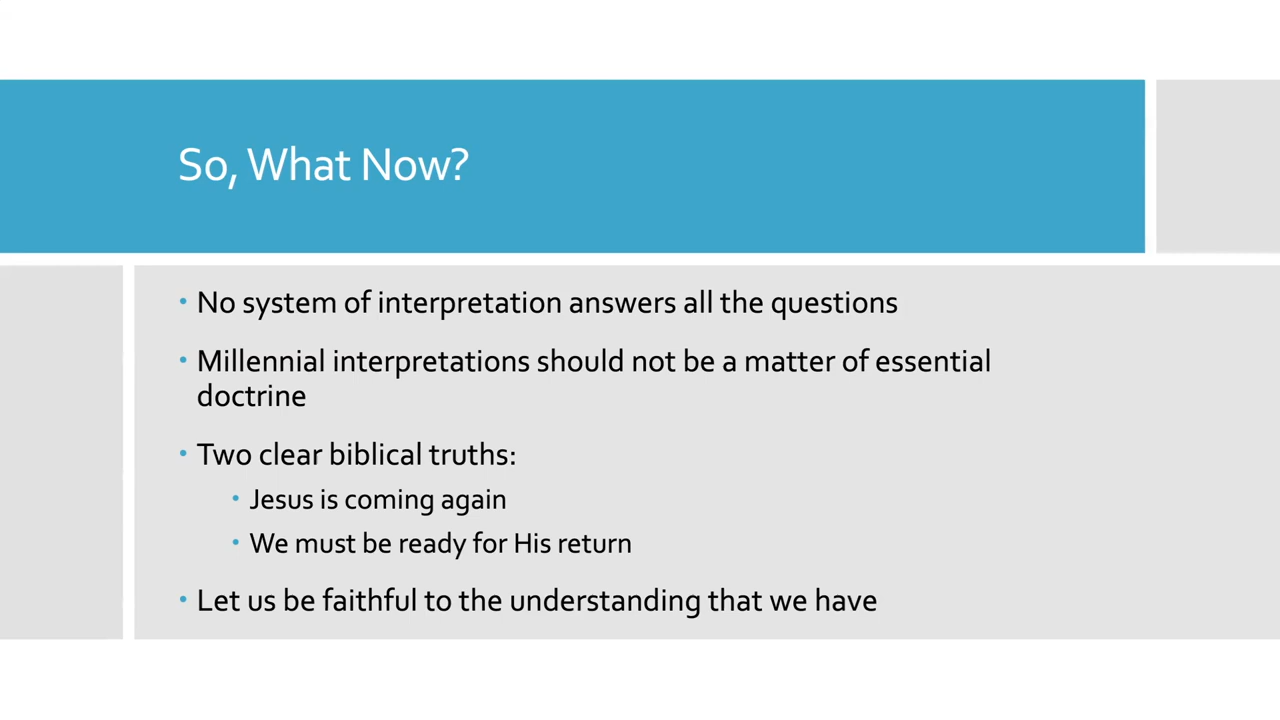 So, What Now?
• No system of interpretation answers all the questions
• Millennial interpretations should not be a matter of essential
doctrine
• Two clear biblical truths:
• Jesus is coming again
• We must be ready for His return
• Let us be faithful to the understanding that we have